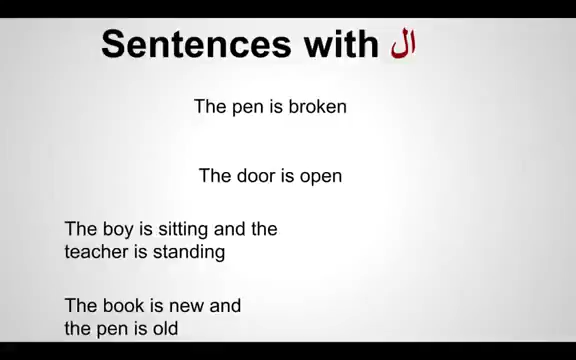 Sentences with ال
The pen is broken
The door is open
The boy is sitting and the
teacher is standing
The book is new and
the pen is old